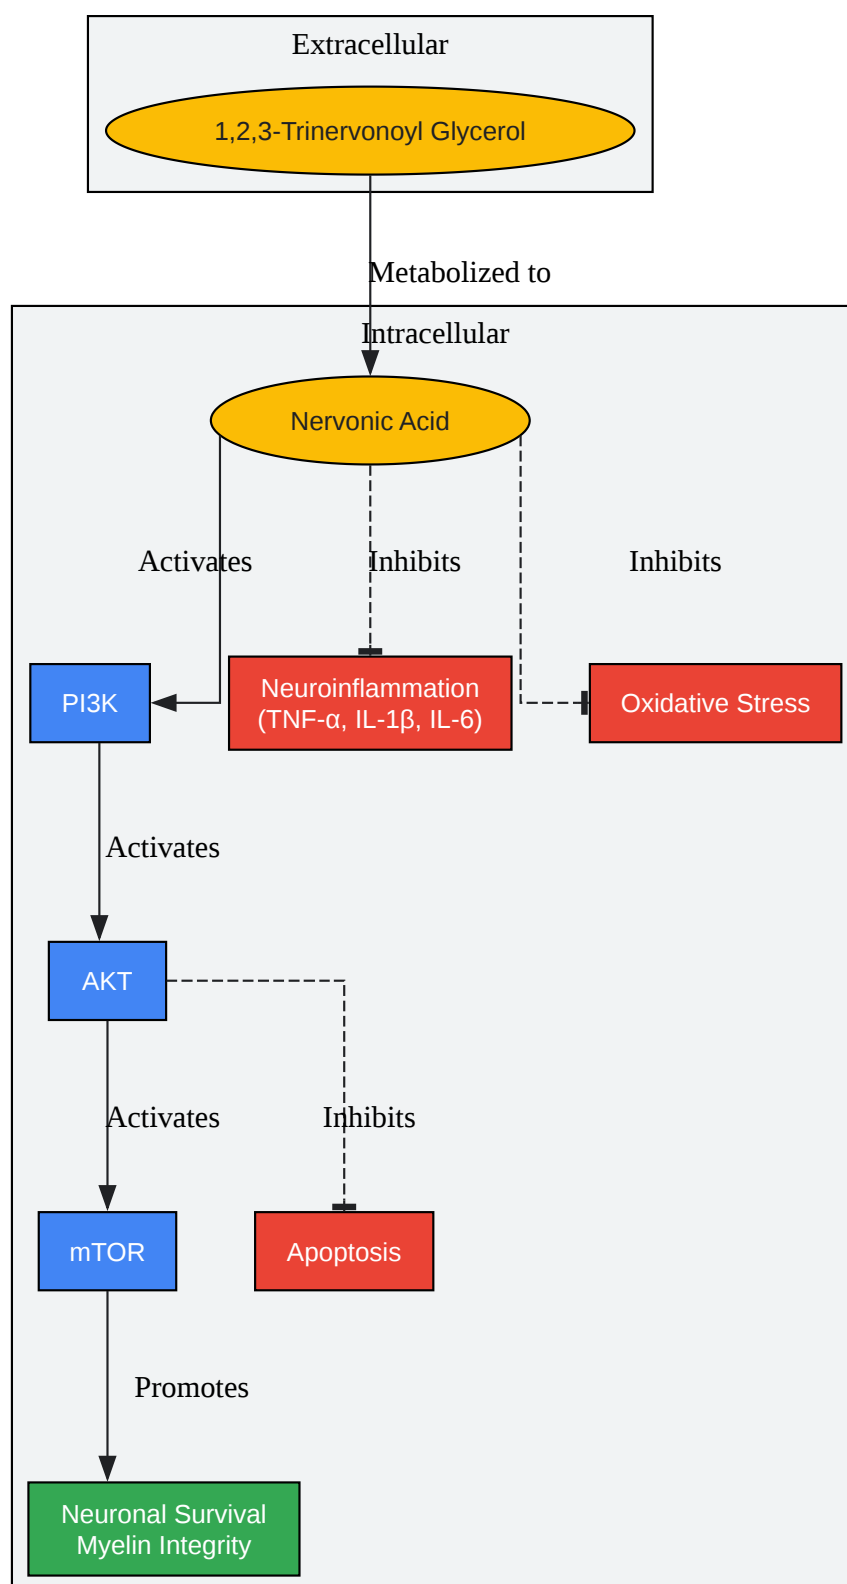 Extracellular
1,2,3-Trinervonoyl Glycerol
Metabolized to
Intracellular
Nervonic Acid
Activates
Inhibits
Inhibits
PI3K
Neuroinflammation
(TNF-α, IL-1β, IL-6)
Oxidative Stress
Activates
AKT
Activates
Inhibits
mTOR
Apoptosis
Promotes
Neuronal Survival
Myelin Integrity